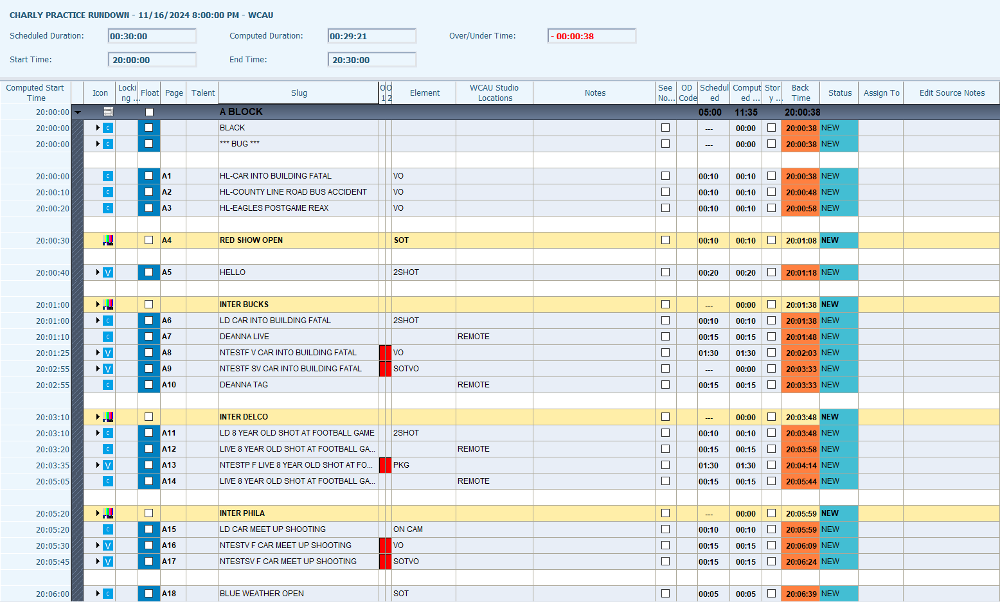 CHARLY PRACTICE RUNDOWN - 11/16/2024 8:00:00 PM - WCAU
Scheduled Duration: 00:30:00 Computed Duration: 00:29:21 Over/Under Time: - 00:00:38
Start Time: 20:00:00 End Time: 20:30:00
Computed Start Time Icon Locki ng ... Float Page Talent Slug O 1 O 2 Element WCAU Studio Locations Notes See No... OD Code Schedul ed Comput ed ... Stor y ... Back Time Status Assign To Edit Source Notes
20:00:00 A BLOCK 05:00 11:35 20:00:38
20:00:00 C BLACK --- 00:00 20:00:38 NEW
20:00:00 C *** BUG *** --- 00:00 20:00:38 NEW
20:00:00 C A1 HL-CAR INTO BUILDING FATAL VO 00:10 00:10 20:00:38 NEW
20:00:10 C A2 HL-COUNTY LINE ROAD BUS ACCIDENT VO 00:10 00:10 20:00:48 NEW
20:00:20 C A3 HL-EAGLES POSTGAME REAX VO 00:10 00:10 20:00:58 NEW
20:00:30 A4 RED SHOW OPEN SOT 00:10 00:10 20:01:08 NEW
20:00:40 V A5 HELLO 2SHOT 00:20 00:20 20:01:18 NEW
20:01:00 INTER BUCKS --- 00:00 20:01:38 NEW
20:01:00 C A6 LD CAR INTO BUILDING FATAL 2SHOT 00:10 00:10 20:01:38 NEW
20:01:10 C A7 DEANNA LIVE REMOTE 00:15 00:15 20:01:48 NEW
20:01:25 V A8 NTESTF V CAR INTO BUILDING FATAL VO 01:30 01:30 20:02:03 NEW
20:02:55 V A9 NTESTF SV CAR INTO BUILDING FATAL SOTVO --- 00:00 20:03:33 NEW
20:02:55 C A10 DEANNA TAG REMOTE 00:15 00:15 20:03:33 NEW
20:03:10 INTER DELCO --- 00:00 20:03:48 NEW
20:03:10 C A11 LD 8 YEAR OLD SHOT AT FOOTBALL GAME 2SHOT 00:10 00:10 20:03:48 NEW
20:03:20 C A12 LIVE 8 YEAR OLD SHOT AT FOOTBALL GA... REMOTE 00:15 00:15 20:03:58 NEW
20:03:35 V A13 NTESTP F LIVE 8 YEAR OLD SHOT AT FO... PKG 01:30 01:30 20:04:14 NEW
20:05:05 C A14 LIVE 8 YEAR OLD SHOT AT FOOTBALL GA... REMOTE 00:15 00:15 20:05:44 NEW
20:05:20 INTER PHILA --- 00:00 20:05:59 NEW
20:05:20 C A15 LD CAR MEET UP SHOOTING ON CAM 00:10 00:10 20:05:59 NEW
20:05:30 V A16 NTESTV F CAR MEET UP SHOOTING VO 00:15 00:15 20:06:09 NEW
20:05:45 V A17 NTESTSV F CAR MEET UP SHOOTING SOTVO 00:15 00:15 20:06:24 NEW
20:06:00 C A18 BLUE WEATHER OPEN SOT 00:05 00:05 20:06:39 NEW